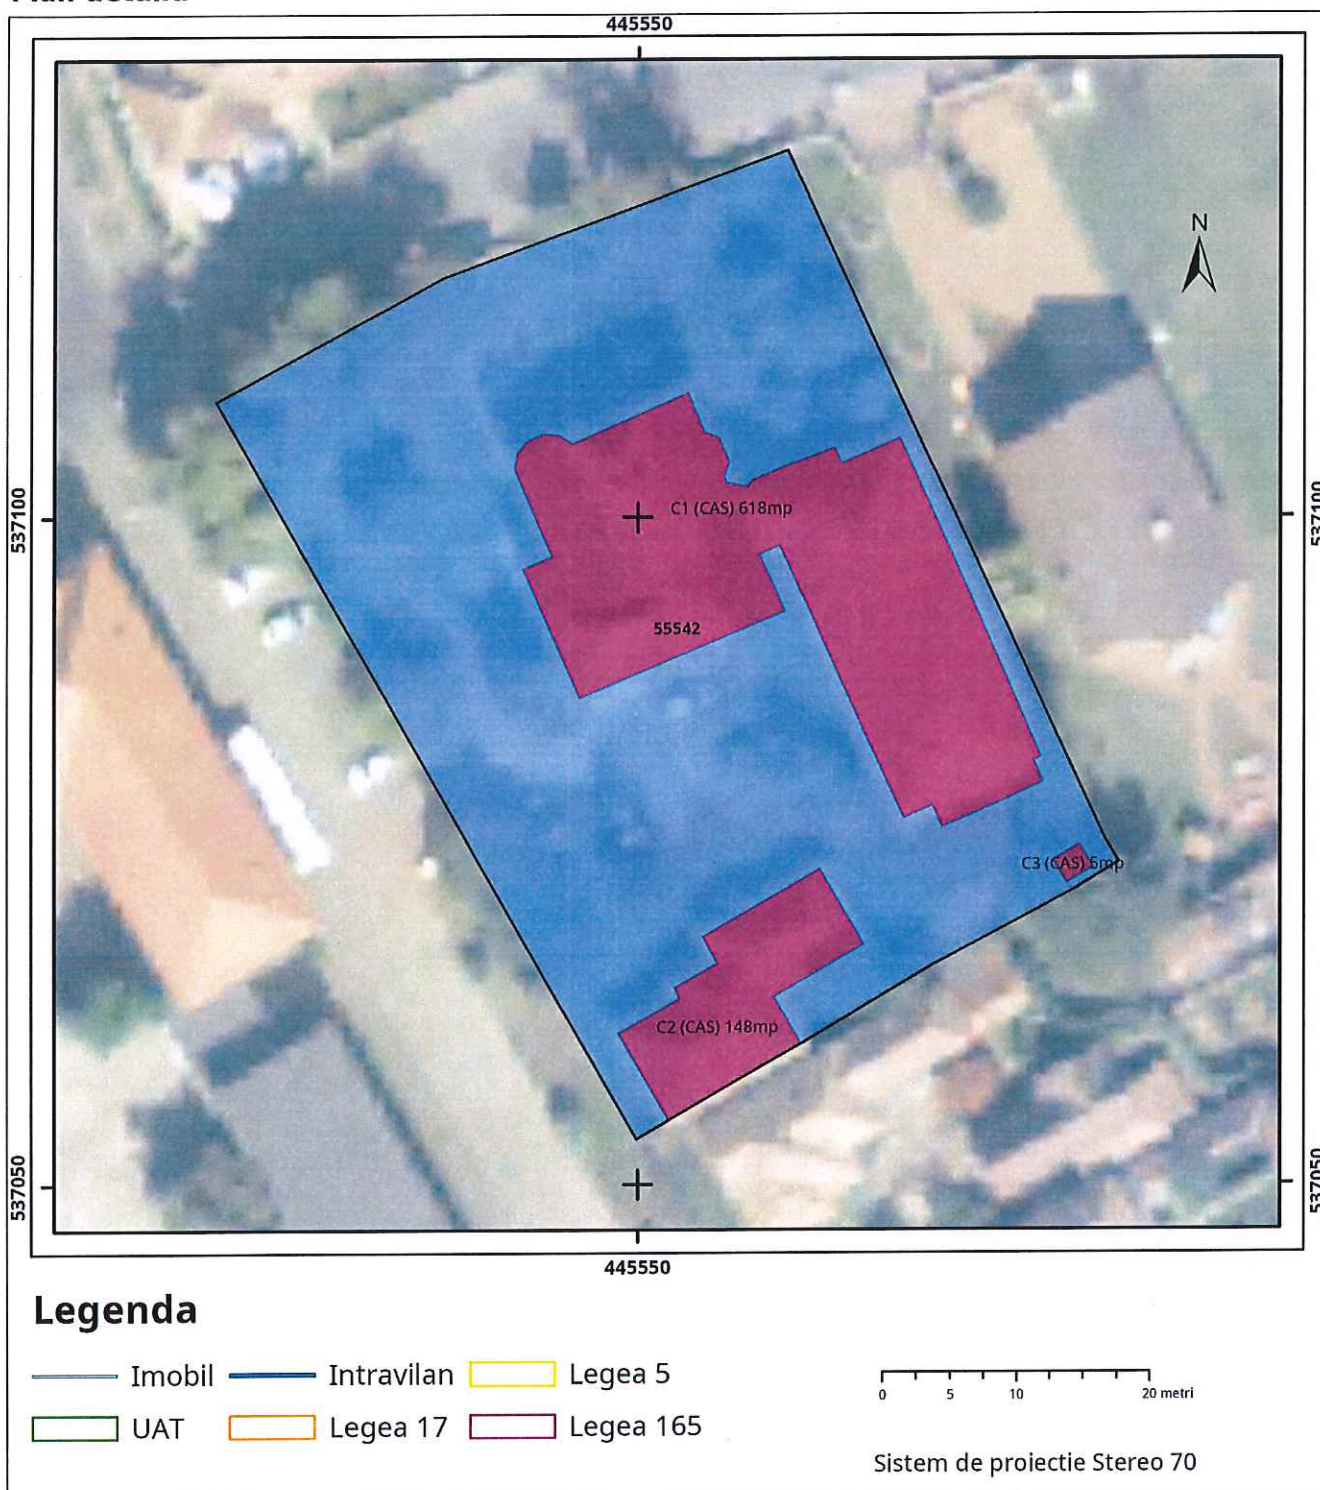 445550
N
537100
537100
C1 (CAS) 618mp
55542
C3 (CAS) 5mp
C2 (CAS) 148mp
537050
537050
445550
Legenda
Imobil
Intravilan
Legea 5
UAT
Legea 17
Legea 165
0 5 10 20 metri
Sistem de proiectie Stereo 70